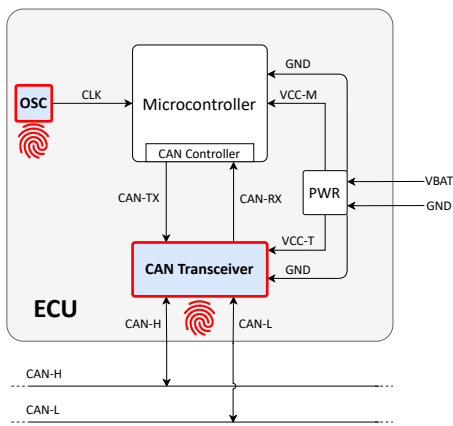 GND
OSC
CLK
Microcontroller
VCC-M
CAN Controller
VBAT
PWR
CAN-TX
CAN-RX
GND
VCC-T
CAN Transceiver
GND
ECU
CAN-H
CAN-L
CAN-H
CAN-L